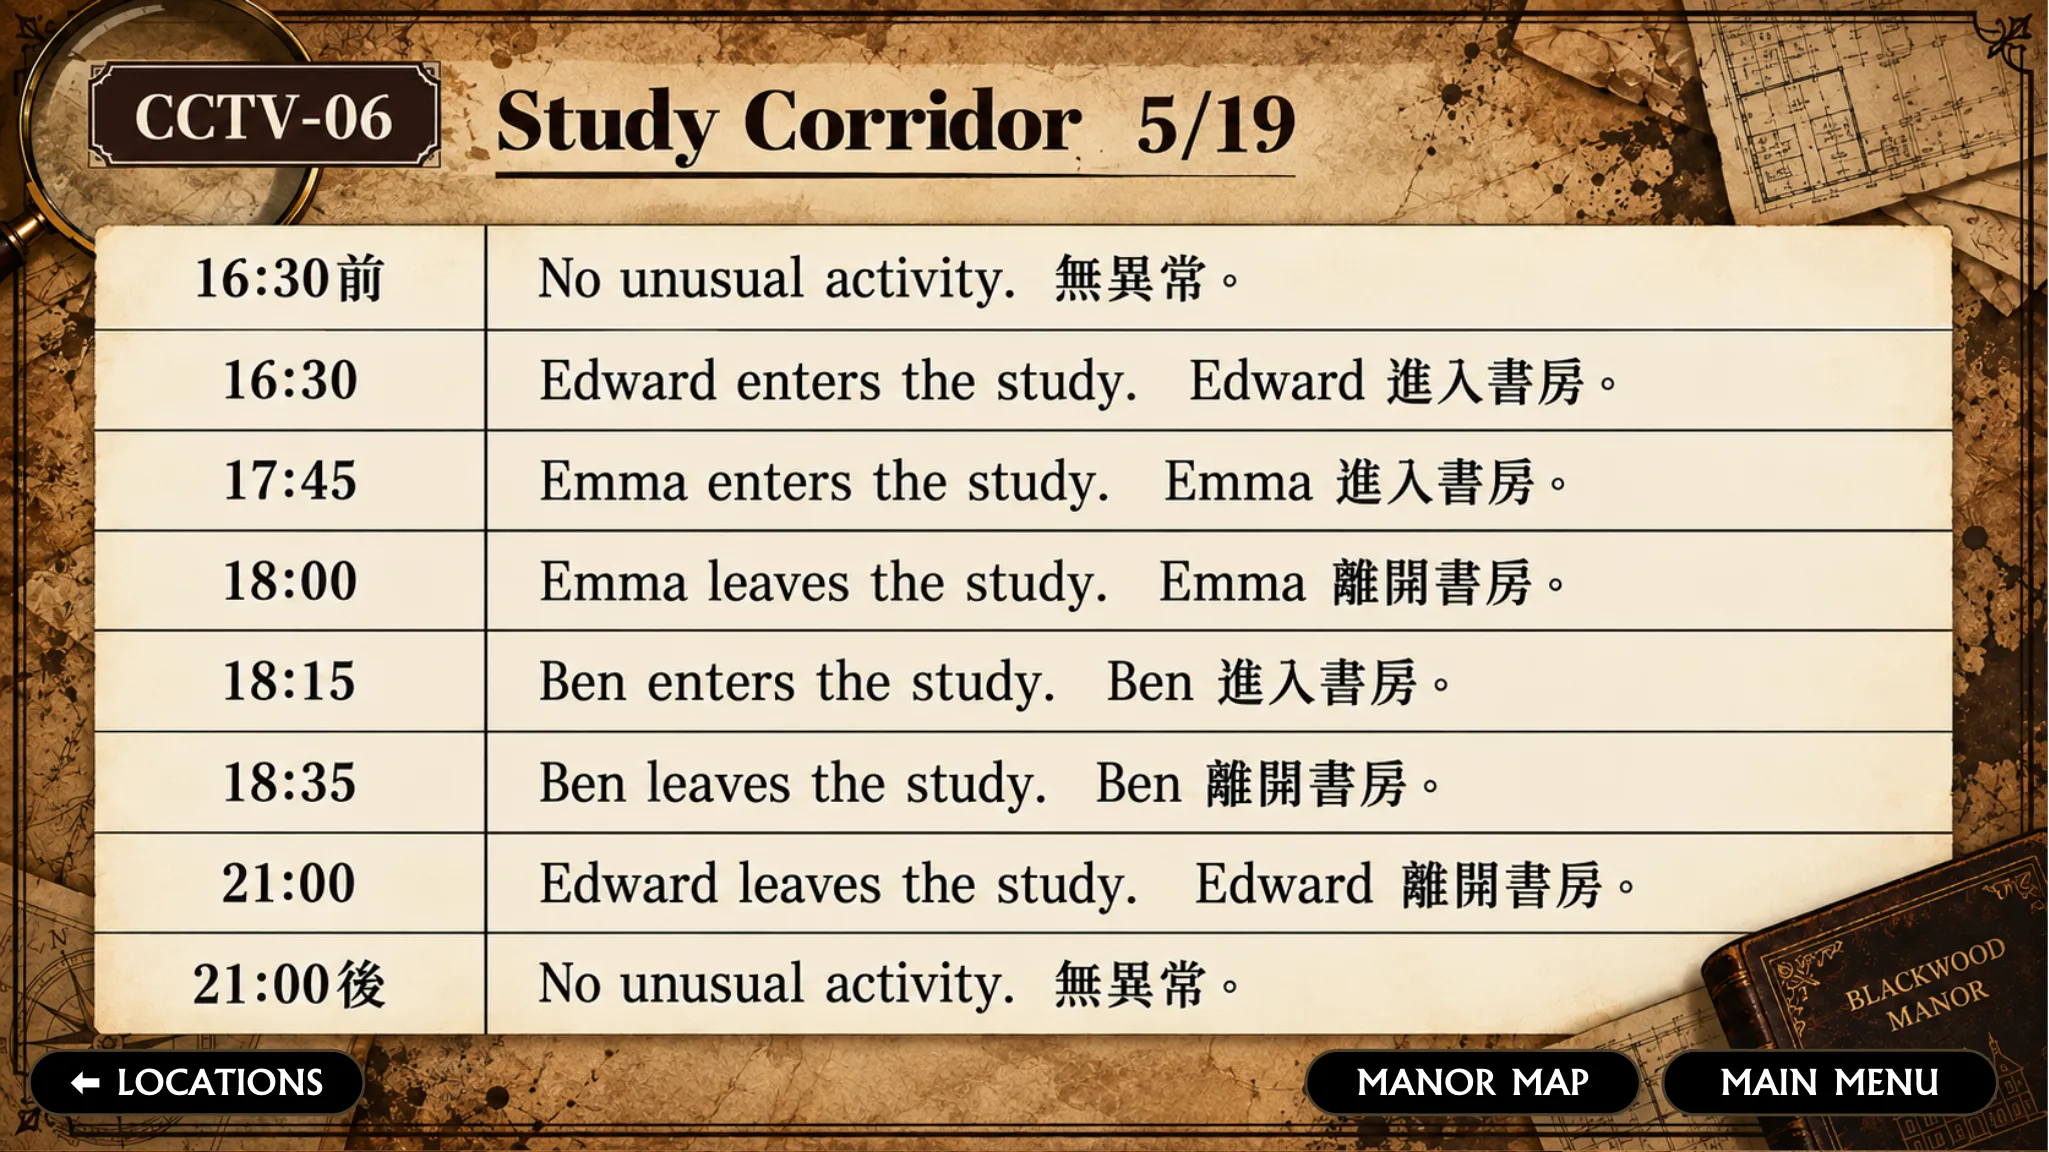 CCTV-06
Study Corridor 5/19
16:30前 No unusual activity. 無異常。
16:30 Edward enters the study. Edward 進入書房。
17:45 Emma enters the study. Emma 進入書房。
18:00 Emma leaves the study. Emma 離開書房。
18:15 Ben enters the study. Ben 進入書房。
18:35 Ben leaves the study. Ben 離開書房。
21:00 Edward leaves the study. Edward 離開書房。
21:00後 No unusual activity. 無異常。
N
BLACKWOOD
MANOR
⬅ LOCATIONS
MANOR MAP
MAIN MENU